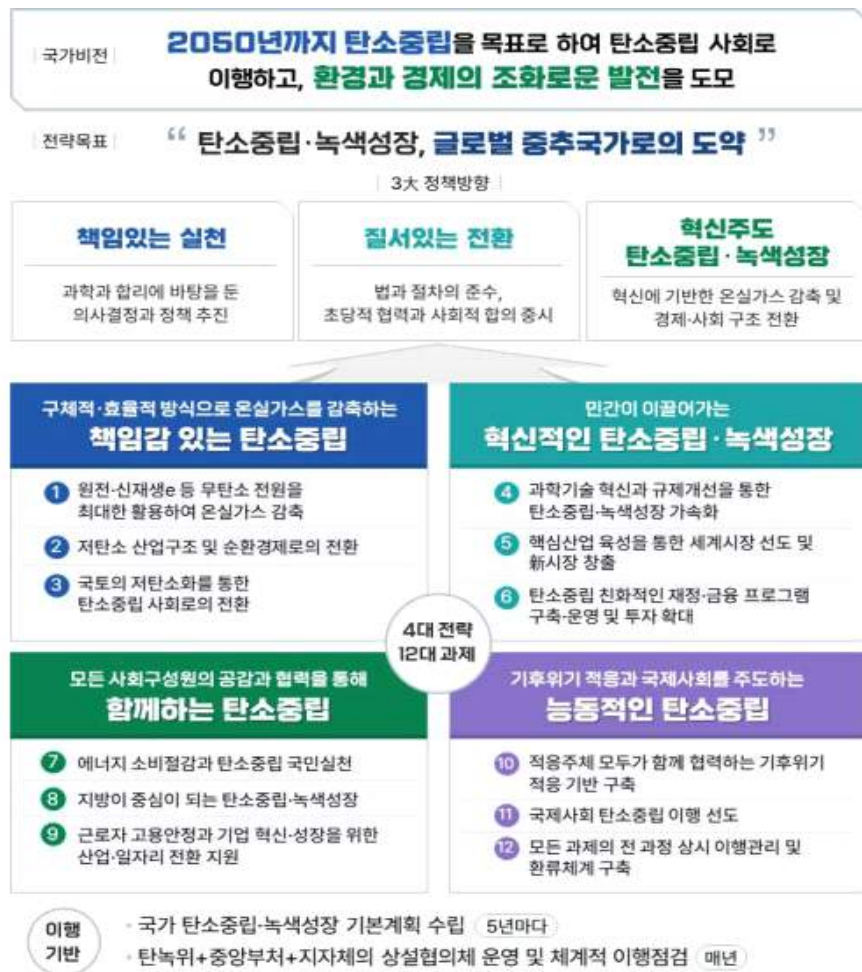 국가비전
2050년까지 탄소중립을 목표로 하여 탄소중립 사회로
이행하고, 환경과 경제의 조화로운 발전을 도모
전략목표
“ 탄소중립·녹색성장, 글로벌 중추국가로의 도약 ”
3大 정책방향
책임있는 실천
과학과 합리에 바탕을 둔
의사결정과 정책 추진
질서있는 전환
법과 절차의 준수,
초당적 협력과 사회적 합의 중시
혁신주도
탄소중립·녹색성장
혁신에 기반한 온실가스 감축 및
경제·사회 구조 전환
구체적·효율적 방식으로 온실가스를 감축하는
책임감 있는 탄소중립
1 원전·신재생e 등 무탄소 전원을
최대한 활용하여 온실가스 감축
2 저탄소 산업구조 및 순환경제로의 전환
3 국토의 저탄소화를 통한
탄소중립 사회로의 전환
민간이 이끌어가는
혁신적인 탄소중립·녹색성장
4 과학기술 혁신과 규제개선을 통한
탄소중립·녹색성장 가속화
5 핵심산업 육성을 통한 세계시장 선도 및
新시장 창출
6 탄소중립 친화적인 재정·금융 프로그램
구축·운영 및 투자 확대
4대 전략
12대 과제
모든 사회구성원의 공감과 협력을 통해
함께하는 탄소중립
7 에너지 소비절감과 탄소중립 국민실천
8 지방이 중심이 되는 탄소중립·녹색성장
9 근로자 고용안정과 기업 혁신·성장을 위한
산업·일자리 전환 지원
기후위기 적응과 국제사회를 주도하는
능동적인 탄소중립
10 적응주체 모두가 함께 협력하는 기후위기
적응 기반 구축
11 국제사회 탄소중립 이행 선도
12 모든 과제의 전 과정 상시 이행관리 및
환류체계 구축
이행
기반
· 국가 탄소중립·녹색성장 기본계획 수립 5년마다
· 탄녹위+중앙부처+지자체의 상설협의체 운영 및 체계적 이행점검 매년